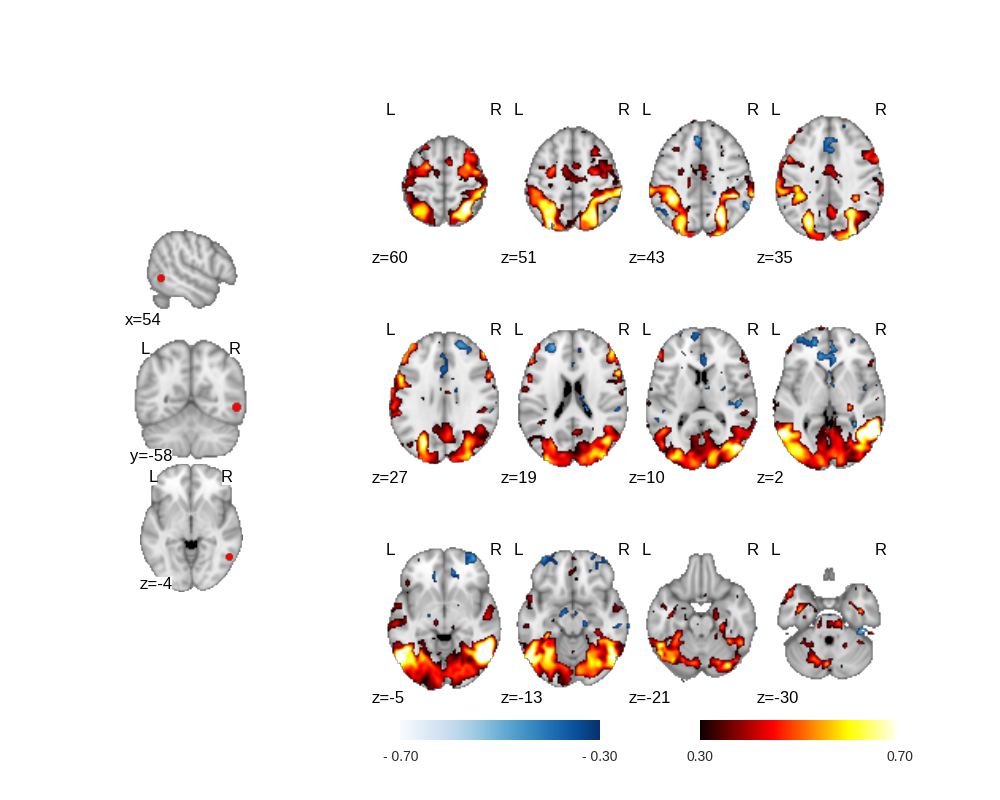 L R L R L R L R
z=60 z=51 z=43 z=35
x=54
L R L R L R L R
L R
z=27 z=19 z=10 z=2
y=-58
L R
L R L R L R L R
z=-4
z=-5 z=-13 z=-21 z=-30
- 0.70 - 0.30 0.30 0.70